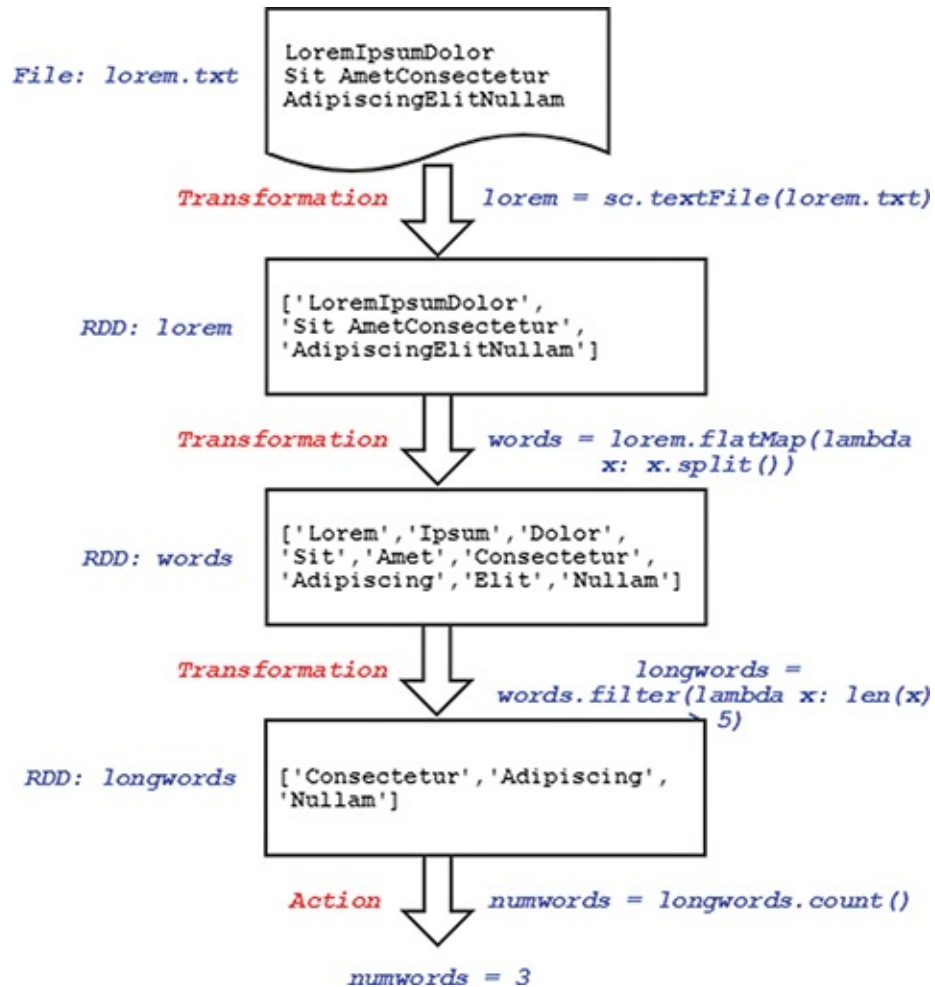 LoremIpsumDolor
Sit AmetConsectetur
AdipiscingElitNullam
File: lorem.txt
Transformation
lorem = sc.textFile(lorem.txt)
RDD: lorem
['LoremIpsumDolor',
'Sit AmetConsectetur',
'AdipiscingElitNullam']
Transformation
words = lorem.flatMap(lambda
x: x.split())
RDD: words
['Lorem','Ipsum','Dolor',
'Sit','Amet','Consectetur',
'Adipiscing','Elit','Nullam']
Transformation
longwords =
words.filter(lambda x: len(x)
> 5)
RDD: longwords
['Consectetur','Adipiscing',
'Nullam']
Action
numwords = longwords.count()
numwords = 3